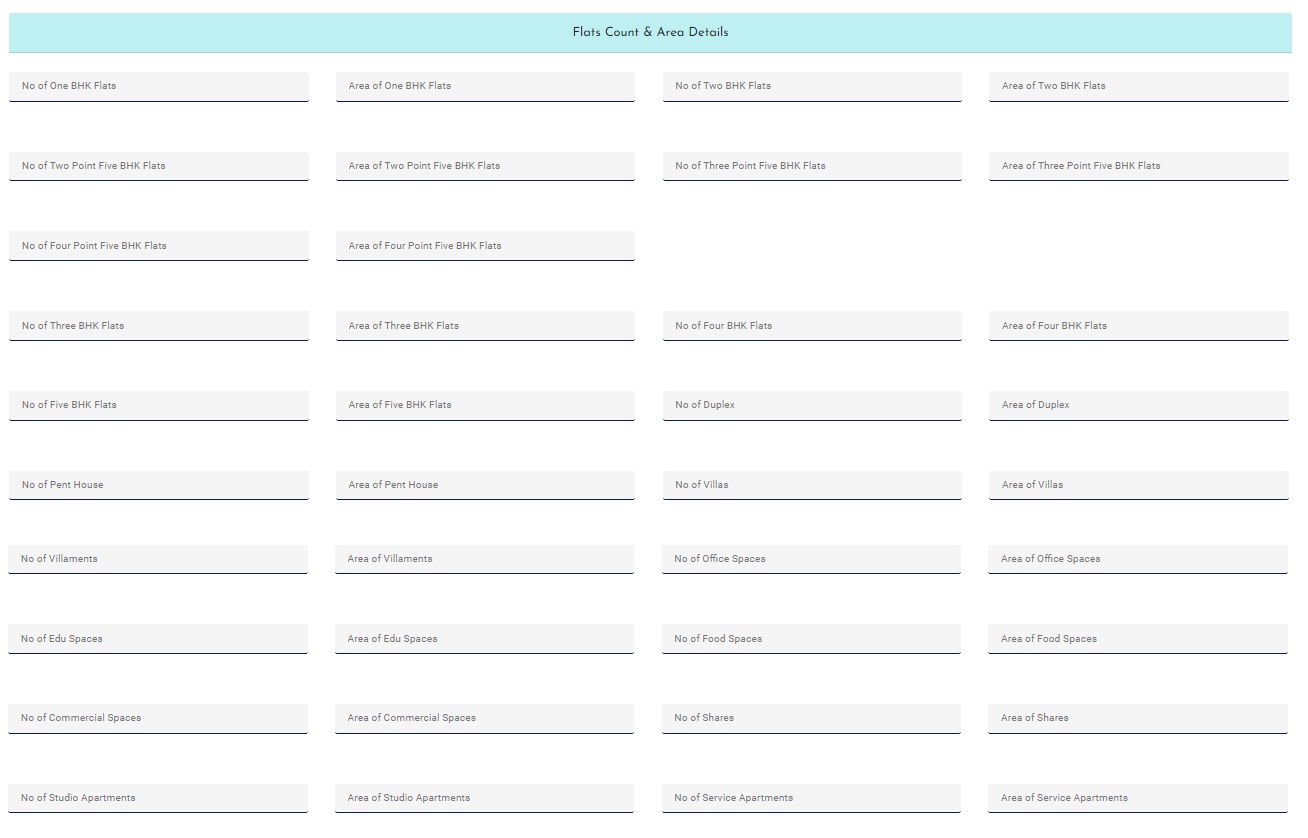 Flats Count & Area Details
No of One BHK Flats Area of One BHK Flats No of Two BHK Flats Area of Two BHK Flats
No of Two Point Five BHK Flats Area of Two Point Five BHK Flats No of Three Point Five BHK Flats Area of Three Point Five BHK Flats
No of Four Point Five BHK Flats Area of Four Point Five BHK Flats
No of Three BHK Flats Area of Three BHK Flats No of Four BHK Flats Area of Four BHK Flats
No of Five BHK Flats Area of Five BHK Flats No of Duplex Area of Duplex
No of Pent House Area of Pent House No of Villas Area of Villas
No of Villaments Area of Villaments No of Office Spaces Area of Office Spaces
No of Edu Spaces Area of Edu Spaces No of Food Spaces Area of Food Spaces
No of Commercial Spaces Area of Commercial Spaces No of Shares Area of Shares
No of Studio Apartments Area of Studio Apartments No of Service Apartments Area of Service Apartments